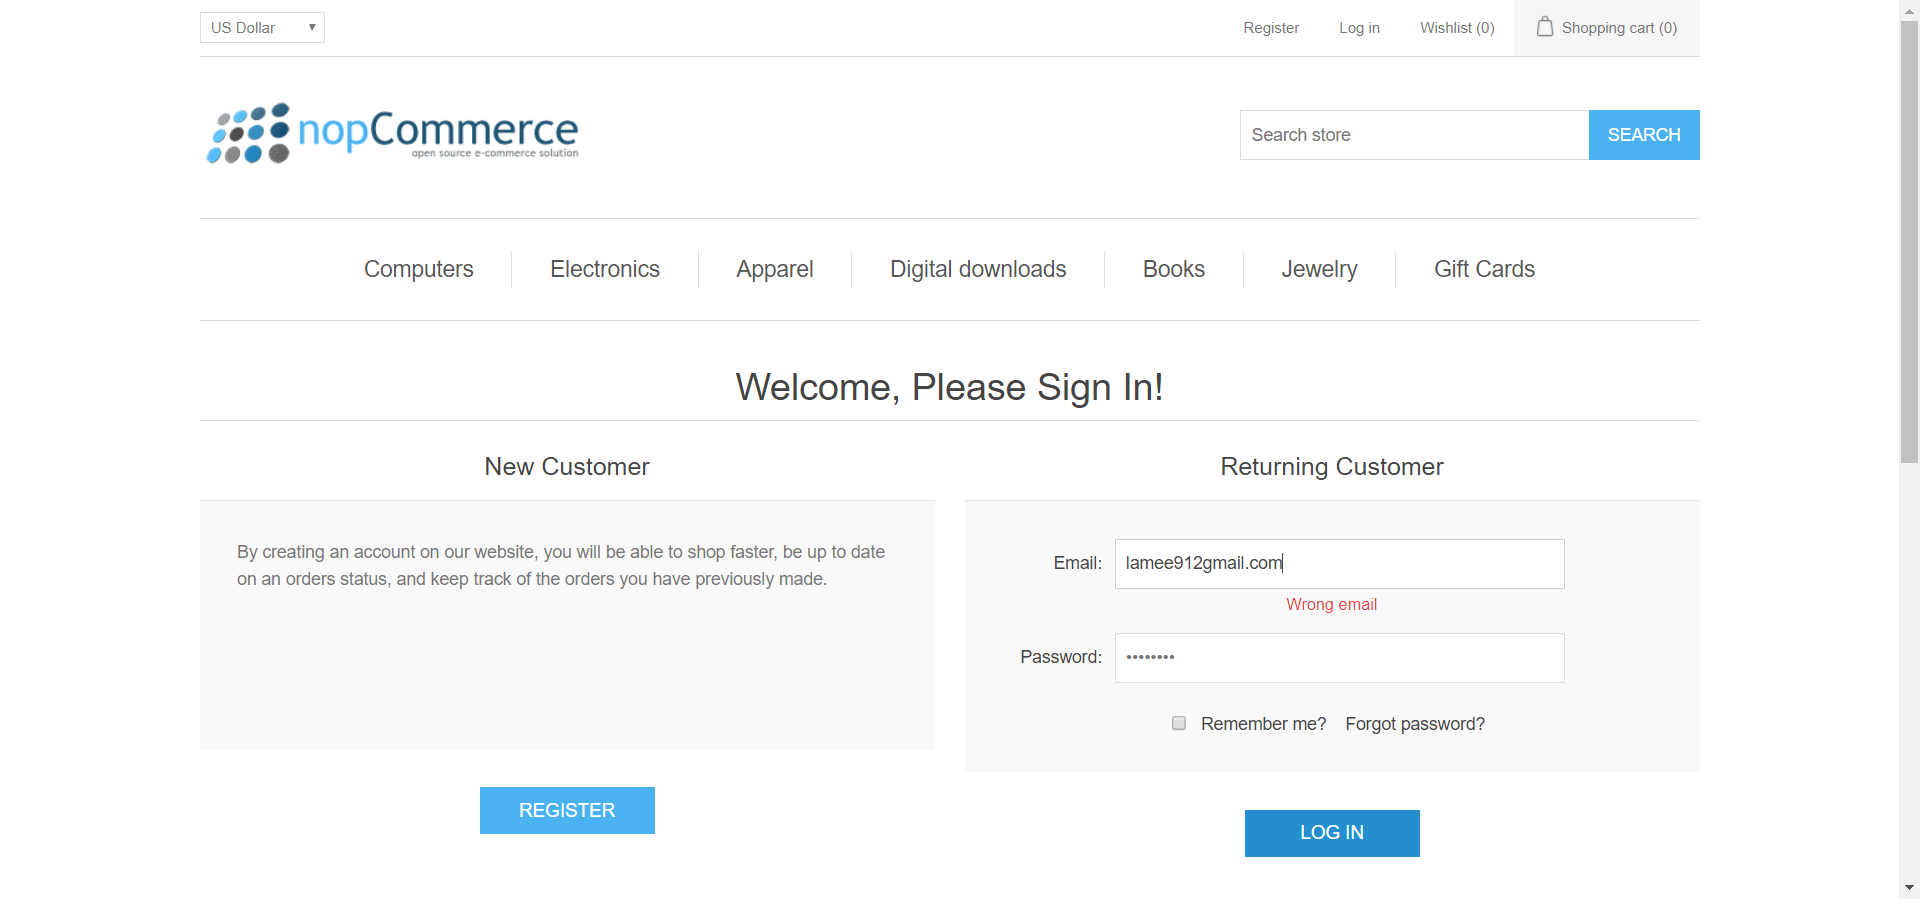 US Dollar
Register
Log in
Wishlist (0)
Shopping cart (0)
nopCommerce
open source e-commerce solution
Search store
SEARCH
Computers
Electronics
Apparel
Digital downloads
Books
Jewelry
Gift Cards
Welcome, Please Sign In!
New Customer
By creating an account on our website, you will be able to shop faster, be up to date
on an orders status, and keep track of the orders you have previously made.
REGISTER
Returning Customer
Email:
lamee912gmail.com
Wrong email
Password:
••••••••
Remember me?
Forgot password?
LOG IN